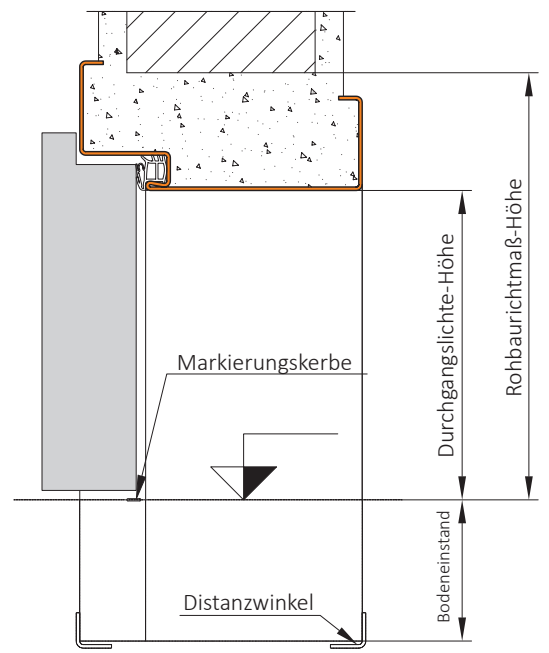 Rohbaurichtmaß-Höhe
Durchgangslichte-Höhe
Markierungskerbe
Bodeneinstand
Distanzwinkel